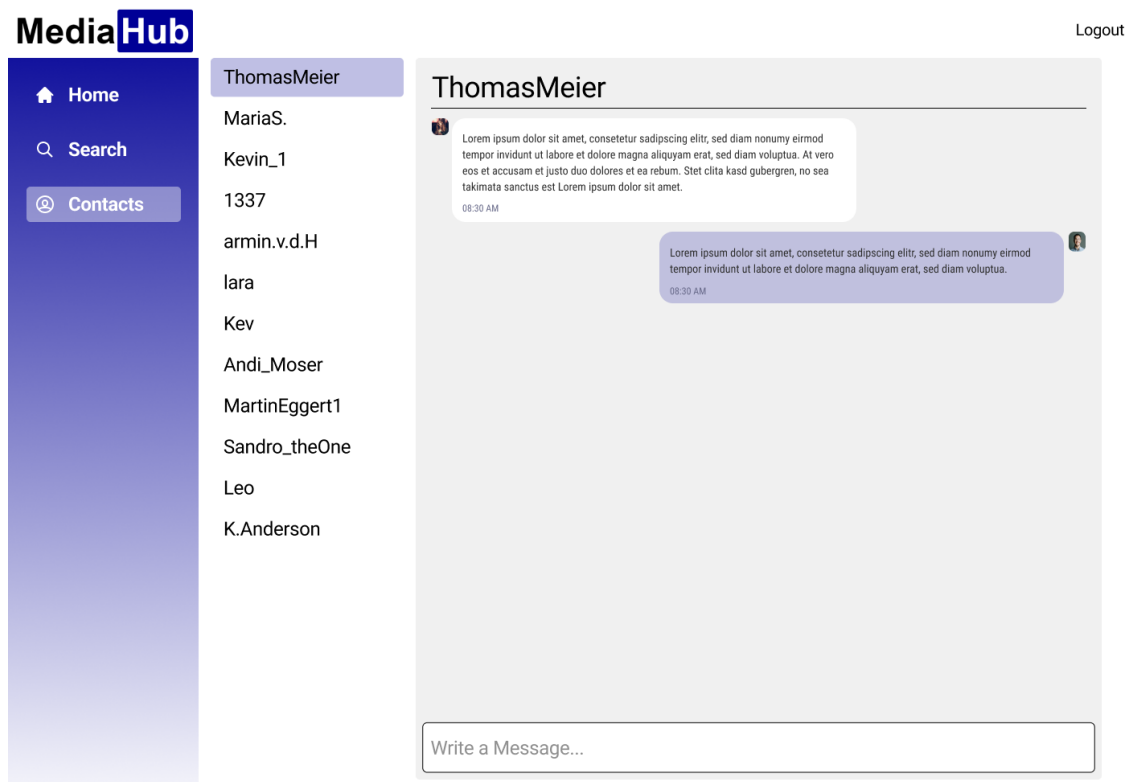 MediaHub
Logout
Home
Search
Contacts
ThomasMeier
MariaS.
Kevin_1
1337
armin.v.d.H
lara
Kev
Andi_Moser
MartinEggert1
Sandro_theOne
Leo
K.Anderson
ThomasMeier
Lorem ipsum dolor sit amet, consetetur sadipscing elitr, sed diam nonumy eirmod
tempor invidunt ut labore et dolore magna aliquyam erat, sed diam voluptua. At vero
eos et accusam et justo duo dolores et ea rebum. Stet clita kasd gubergren, no sea
takimata sanctus est Lorem ipsum dolor sit amet.
08:30 AM
Lorem ipsum dolor sit amet, consetetur sadipscing elitr, sed diam nonumy eirmod
tempor invidunt ut labore et dolore magna aliquyam erat, sed diam voluptua.
08:30 AM
Write a Message...